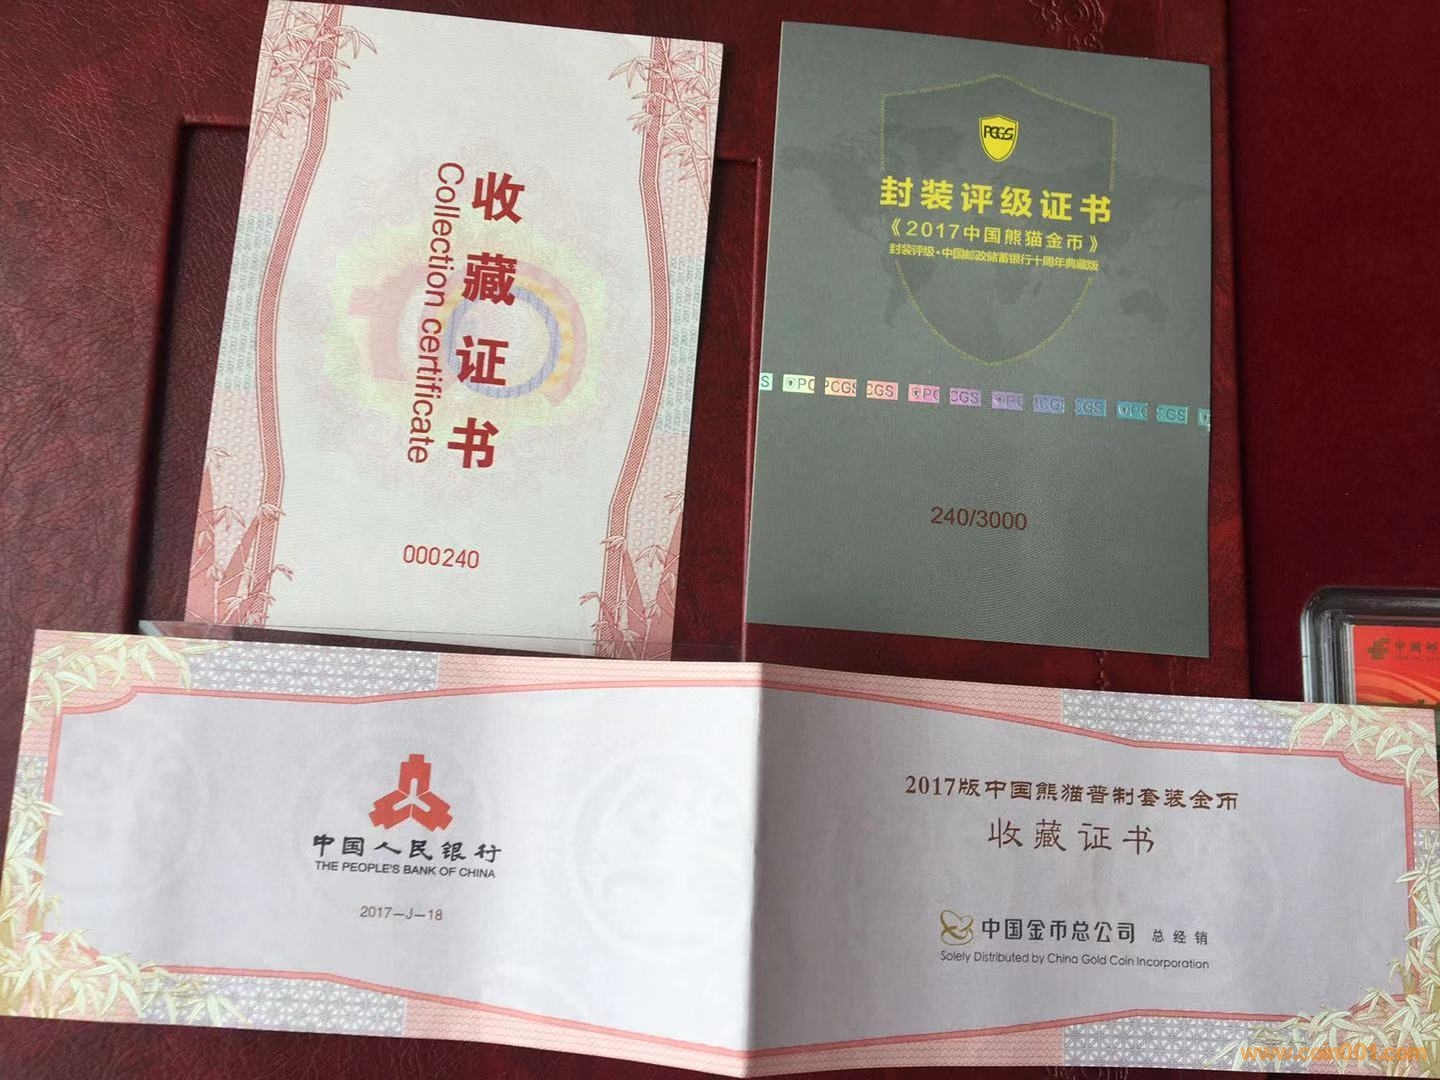 收藏证书
Collection certificate
000240
PCGS
封装评级证书
《2017中国熊猫金币》
封装评级·中国邮政储蓄银行十周年典藏版
PCGS
240/3000
中国邮
中国人民银行
THE PEOPLE'S BANK OF CHINA
2017-J-18
2017版中国熊猫普制套装金币
收藏证书
中国金币总公司 总经销
Solely Distributed by China Gold Coin Incorporation